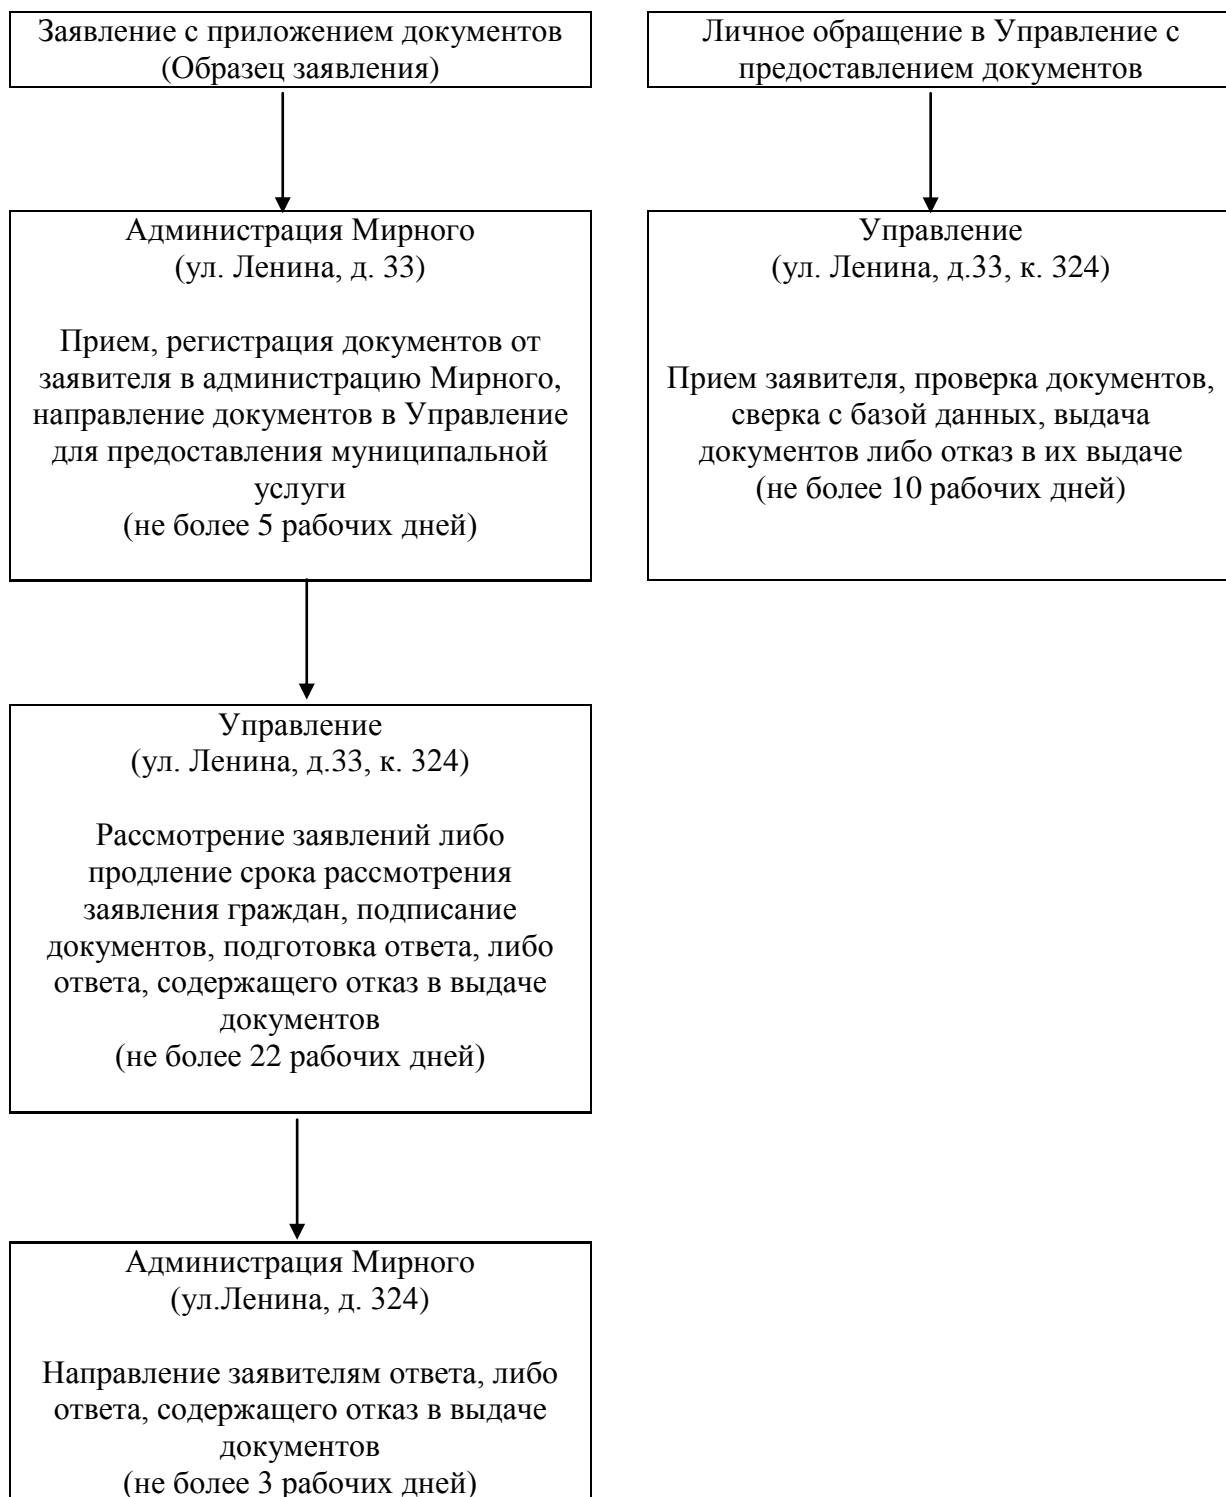 Заявление с приложением документов
(Образец заявления)
Личное обращение в Управление с
предоставлением документов
Администрация Мирного
(ул. Ленина, д. 33)
Прием, регистрация документов от
заявителя в администрацию Мирного,
направление документов в Управление
для предоставления муниципальной
услуги
(не более 5 рабочих дней)
Управление
(ул. Ленина, д.33, к. 324)
Прием заявителя, проверка документов,
сверка с базой данных, выдача
документов либо отказ в их выдаче
(не более 10 рабочих дней)
Управление
(ул. Ленина, д.33, к. 324)
Рассмотрение заявлений либо
продление срока рассмотрения
заявления граждан, подписание
документов, подготовка ответа, либо
ответа, содержащего отказ в выдаче
документов
(не более 22 рабочих дней)
Администрация Мирного
(ул.Ленина, д. 324)
Направление заявителям ответа, либо
ответа, содержащего отказ в выдаче
документов
(не более 3 рабочих дней)